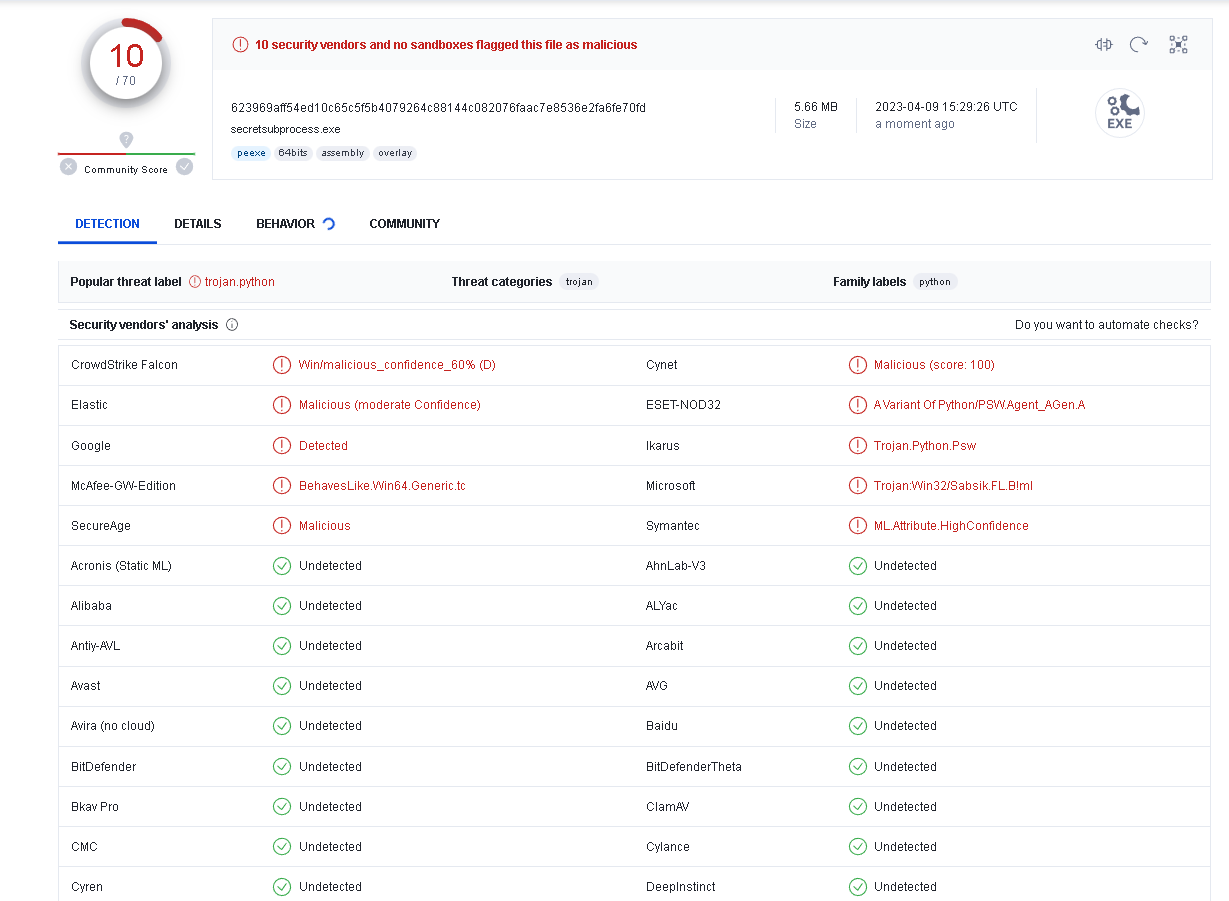 10
/ 70
Community Score
10 security vendors and no sandboxes flagged this file as malicious
623969aff54ed10c65c5f5b4079264c88144c082076faac7e8536e2fa6fe70fd
secretsubprocess.exe
peexe 64bits assembly overlay
5.66 MB
Size
2023-04-09 15:29:26 UTC
a moment ago
EXE
DETECTION DETAILS BEHAVIOR COMMUNITY
Popular threat label trojan.python Threat categories trojan Family labels python
Security vendors' analysis Do you want to automate checks?
CrowdStrike Falcon Win/malicious_confidence_60% (D) Cynet Malicious (score: 100)
Elastic Malicious (moderate Confidence) ESET-NOD32 A Variant Of Python/PSW.Agent_AGen.A
Google Detected Ikarus Trojan.Python.Psw
McAfee-GW-Edition BehavesLike.Win64.Generic.tc Microsoft Trojan:Win32/Sabsik.FL.B!ml
SecureAge Malicious Symantec ML.Attribute.HighConfidence
Acronis (Static ML) Undetected AhnLab-V3 Undetected
Alibaba Undetected ALYac Undetected
Antiy-AVL Undetected Arcabit Undetected
Avast Undetected AVG Undetected
Avira (no cloud) Undetected Baidu Undetected
BitDefender Undetected BitDefenderTheta Undetected
Bkav Pro Undetected ClamAV Undetected
CMC Undetected Cylance Undetected
Cyren Undetected DeepInstinct Undetected